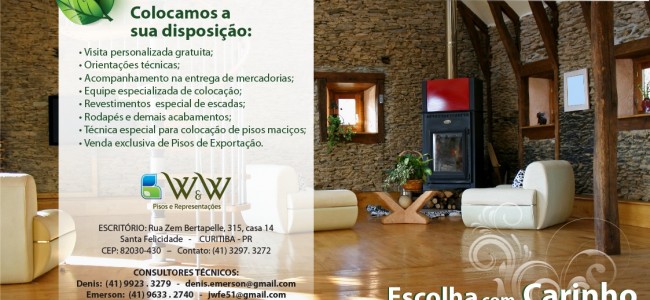 Colocamos a
sua disposição:
• Visita personalizada gratuita;
• Orientações técnicas;
• Acompanhamento na entrega de mercadorias;
• Equipe especializada de colocação;
• Revestimentos especial de escadas;
• Rodapés e demais acabamentos;
• Técnica especial para colocação de pisos maciços;
• Venda exclusiva de Pisos de Exportação.
W&W
Pisos e Representações
ESCRITÓRIO: Rua Zem Bertapelle, 315, casa 14
Santa Felicidade - CURITIBA - PR
CEP: 82030-430 – Contato: (41) 3297. 3272
CONSULTORES TÉCNICOS:
Denis: (41) 9923 . 3279 - denis.emerson@gmail.com
Emerson: (41) 9633 . 2740 - jwfe51@gmail.com
Escolha com Carinho